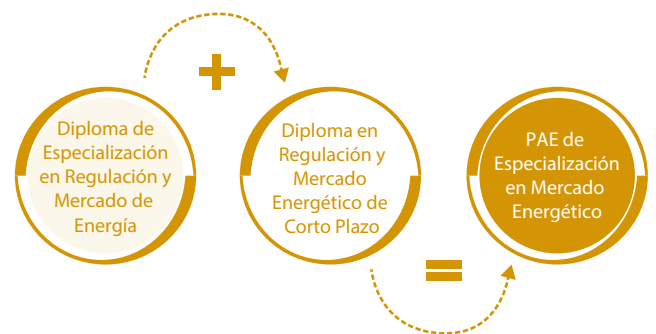 Diploma de
Especialización
en Regulación y
Mercado de
Energía
+
Diploma en
Regulación y
Mercado
Energético de
Corto Plazo
=
PAE de
Especialización
en Mercado
Energético